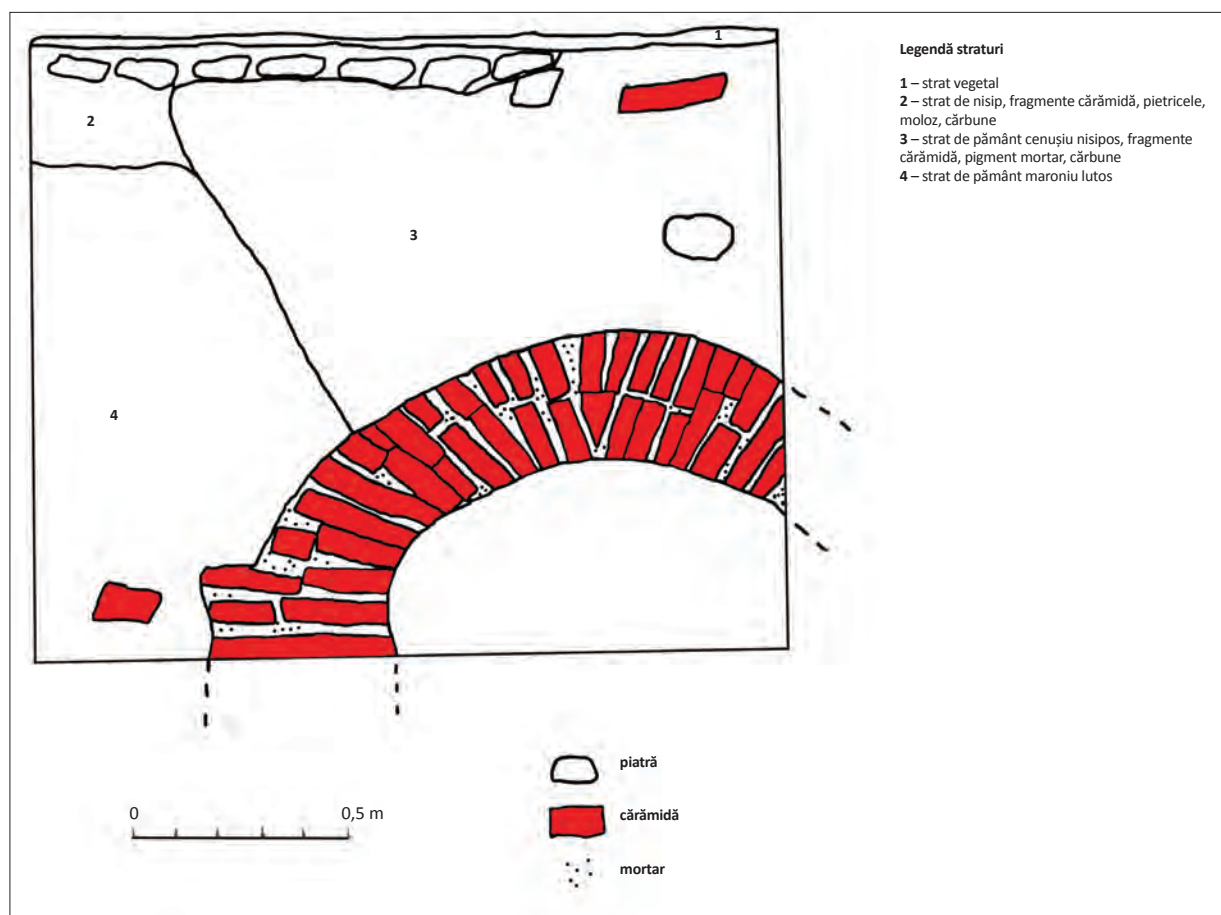 1
Legendă straturi
1 – strat vegetal
2 – strat de nisip, fragmente cărămidă, pietricele,
moloz, cărbune
3 – strat de pământ cenușiu nisipos, fragmente
cărămidă, pigment mortar, cărbune
4 – strat de pământ maroniu lutos
2
3
4
piatră
0 0,5 m
cărămidă
mortar